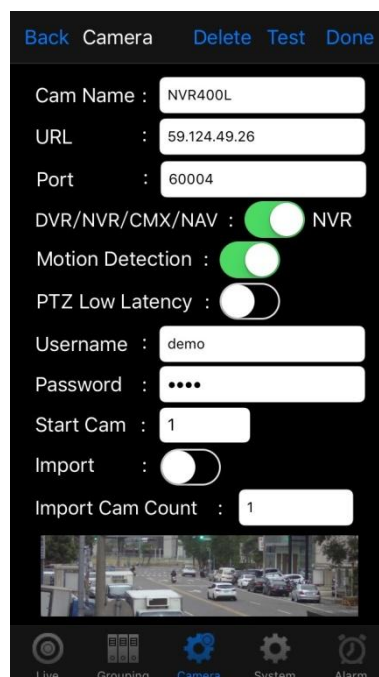 Back Camera Delete Test Done
Cam Name : NVR400L
URL : 59.124.49.26
Port : 60004
DVR/NVR/CMX/NAV : NVR
Motion Detection :
PTZ Low Latency :
Username : demo
Password : ••••
Start Cam : 1
Import :
Import Cam Count : 1
Live Grouping Camera System Alarm